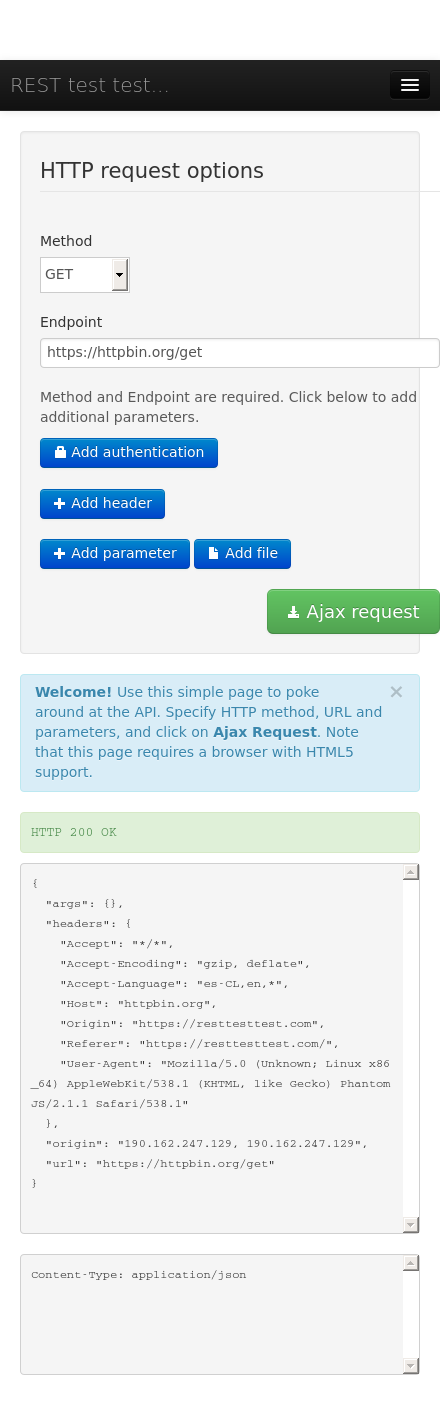 REST test test...
HTTP request options
Method
GET
Endpoint
https://httpbin.org/get
Method and Endpoint are required. Click below to add
additional parameters.
Add authentication
Add header
Add parameter Add file
Ajax request
Welcome! Use this simple page to poke ×
around at the API. Specify HTTP method, URL and
parameters, and click on Ajax Request. Note
that this page requires a browser with HTML5
support.
HTTP 200 OK
{
  "args": {},
  "headers": {
    "Accept": "*/*",
    "Accept-Encoding": "gzip, deflate",
    "Accept-Language": "es-CL,en,*",
    "Host": "httpbin.org",
    "Origin": "https://resttesttest.com",
    "Referer": "https://resttesttest.com/",
    "User-Agent": "Mozilla/5.0 (Unknown; Linux x86
_64) AppleWebKit/538.1 (KHTML, like Gecko) Phantom
JS/2.1.1 Safari/538.1"
  },
  "origin": "190.162.247.129, 190.162.247.129",
  "url": "https://httpbin.org/get"
}
Content-Type: application/json